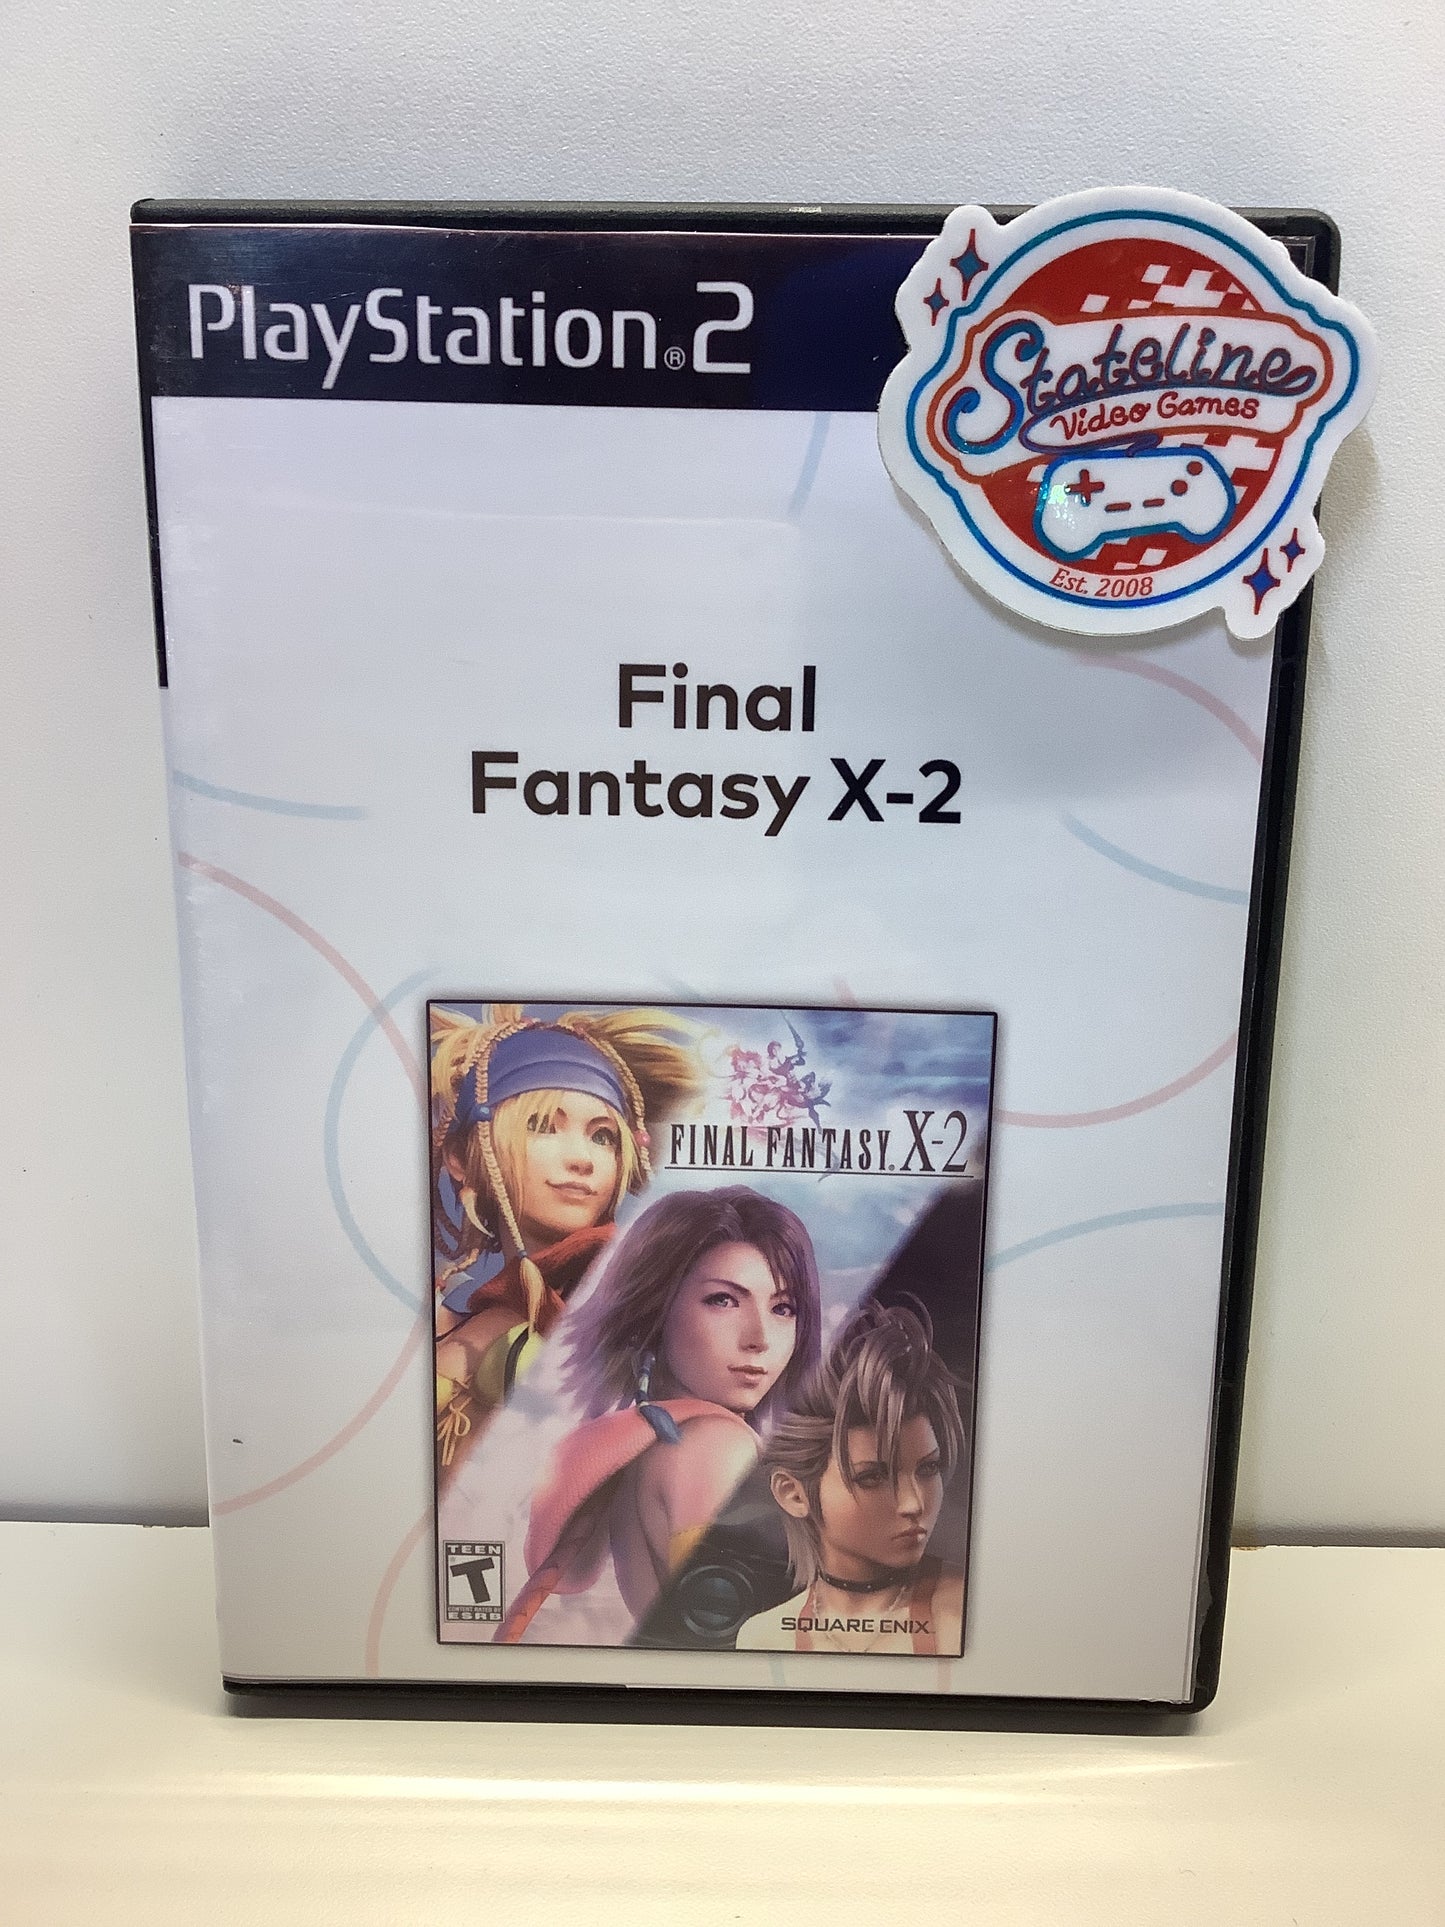 PlayStation®2
Stateline
Video Games
Est. 2008
Final
Fantasy X-2
FINAL FANTASY® X-2
TEEN
T
CONTENT RATED BY
ESRB
SQUARE ENIX™